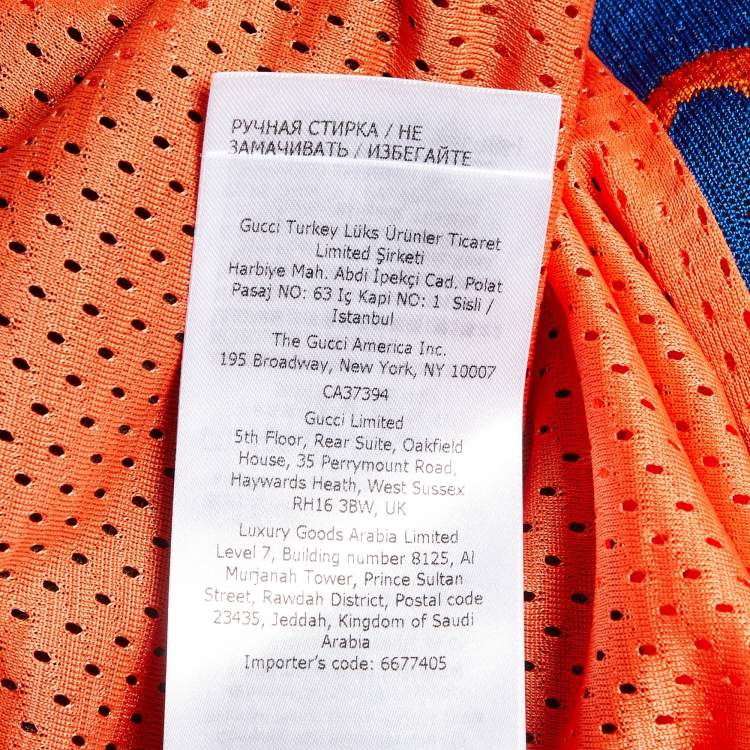 РУЧНАЯ СТИРКА / НЕ
ЗАМАЧИВАТЬ / ИЗБЕГАЙТЕ
Gucci Turkey Lüks Ürünler Ticaret
Limited Şirketi
Harbiye Mah. Abdi İpekçi Cad. Polat
Pasaj NO: 63 Iç Kapi NO: 1 Sisli /
Istanbul
The Gucci America Inc.
195 Broadway, New York, NY 10007
CA37394
Gucci Limited
5th Floor, Rear Suite, Oakfield
House, 35 Perrymount Road,
Haywards Heath, West Sussex
RH16 3BW, UK
Luxury Goods Arabia Limited
Level 7, Building number 8125, Al
Murjanah Tower, Prince Sultan
Street, Rawdah District, Postal code
23435, Jeddah, Kingdom of Saudi
Arabia
Importer's code: 6677405